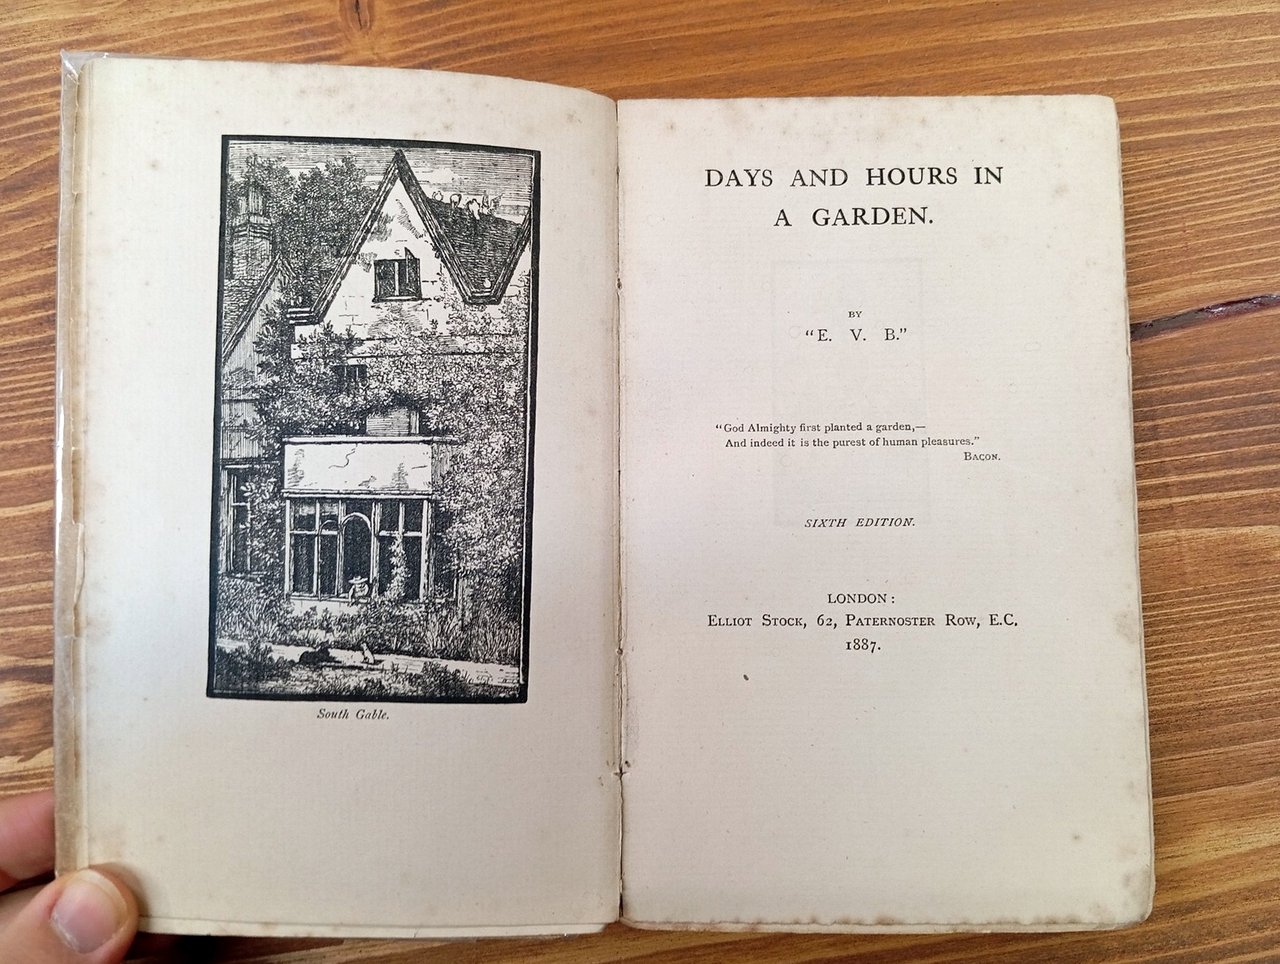 South Gable.
DAYS AND HOURS IN
A GARDEN.
BY
"E. V. B."
"God Almighty first planted a garden,—
And indeed it is the purest of human pleasures."
BACON.
SIXTH EDITION.
LONDON:
ELLIOT STOCK, 62, PATERNOSTER ROW, E.C.
1887.